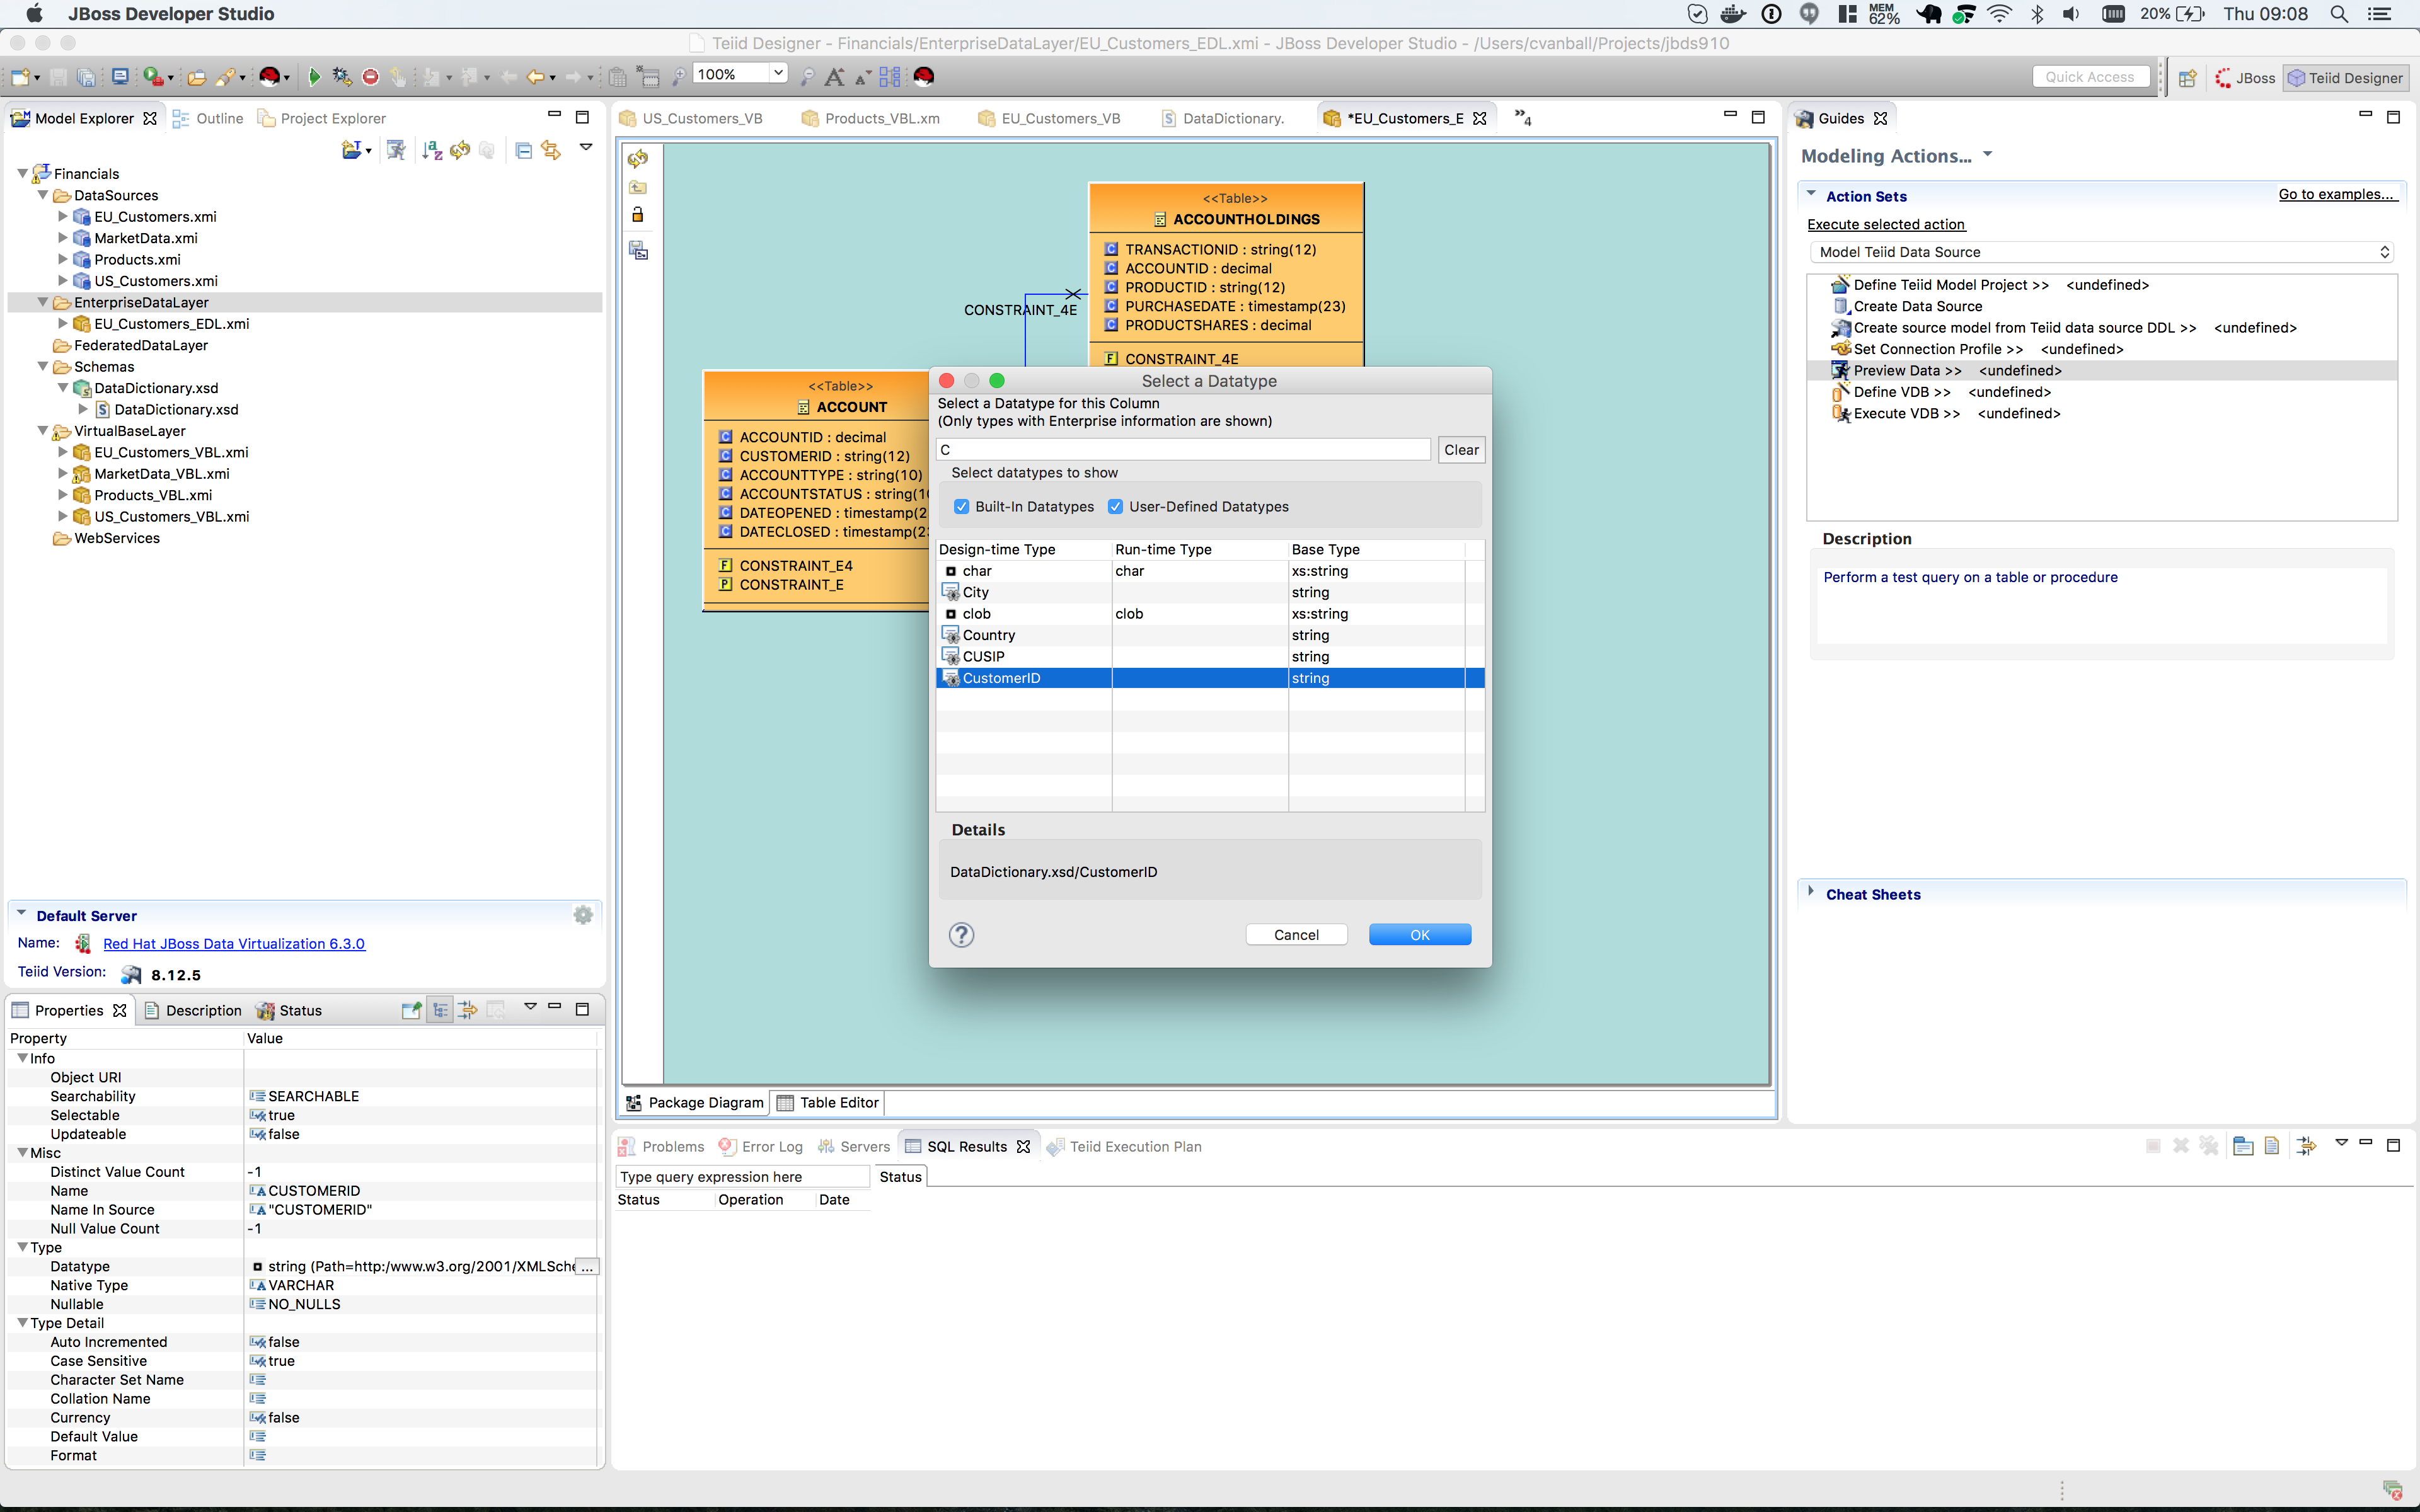 JBoss Developer Studio
MEM 62% 20% Thu 09:08
Teiid Designer - Financials/EnterpriseDataLayer/EU_Customers_EDL.xmi - JBoss Developer Studio - /Users/cvanball/Projects/jbds910
100% Quick Access JBoss Teiid Designer
Model Explorer Outline Project Explorer
Financials
DataSources
EU_Customers.xmi
MarketData.xmi
Products.xmi
US_Customers.xmi
EnterpriseDataLayer
EU_Customers_EDL.xmi
FederatedDataLayer
Schemas
DataDictionary.xsd
DataDictionary.xsd
VirtualBaseLayer
EU_Customers_VBL.xmi
MarketData_VBL.xmi
Products_VBL.xmi
US_Customers_VBL.xmi
WebServices
Default Server
Name: Red Hat JBoss Data Virtualization 6.3.0
Teiid Version: 8.12.5
Properties Description Status
Property Value
Info
Object URI
Searchability SEARCHABLE
Selectable true
Updateable false
Misc
Distinct Value Count -1
Name CUSTOMERID
Name In Source "CUSTOMERID"
Null Value Count -1
Type
Datatype string (Path=http:/www.w3.org/2001/XMLSche ...
Native Type VARCHAR
Nullable NO_NULLS
Type Detail
Auto Incremented false
Case Sensitive true
Character Set Name
Collation Name
Currency false
Default Value
Format
US_Customers_VB Products_VBL.xm EU_Customers_VB DataDictionary. *EU_Customers_E 4
<<Table>>
ACCOUNTHOLDINGS
TRANSACTIONID : string(12)
ACCOUNTID : decimal
PRODUCTID : string(12)
PURCHASEDATE : timestamp(23)
PRODUCTSHARES : decimal
CONSTRAINT_4E
CONSTRAINT_4E
<<Table>>
ACCOUNT
ACCOUNTID : decimal
CUSTOMERID : string(12)
ACCOUNTTYPE : string(10)
ACCOUNTSTATUS : string(1
DATEOPENED : timestamp(2
DATECLOSED : timestamp(2
CONSTRAINT_E4
CONSTRAINT_E
Select a Datatype
Select a Datatype for this Column
(Only types with Enterprise information are shown)
C Clear
Select datatypes to show
Built-In Datatypes User-Defined Datatypes
Design-time Type Run-time Type Base Type
char char xs:string
City string
clob clob xs:string
Country string
CUSIP string
CustomerID string
Details
DataDictionary.xsd/CustomerID
? Cancel OK
Package Diagram Table Editor
Problems Error Log Servers SQL Results Teiid Execution Plan
Type query expression here Status
Status Operation Date
Guides
Modeling Actions...
Action Sets Go to examples...
Execute selected action
Model Teiid Data Source
Define Teiid Model Project >> <undefined>
Create Data Source
Create source model from Teiid data source DDL >> <undefined>
Set Connection Profile >> <undefined>
Preview Data >> <undefined>
Define VDB >> <undefined>
Execute VDB >> <undefined>
Description
Perform a test query on a table or procedure
Cheat Sheets